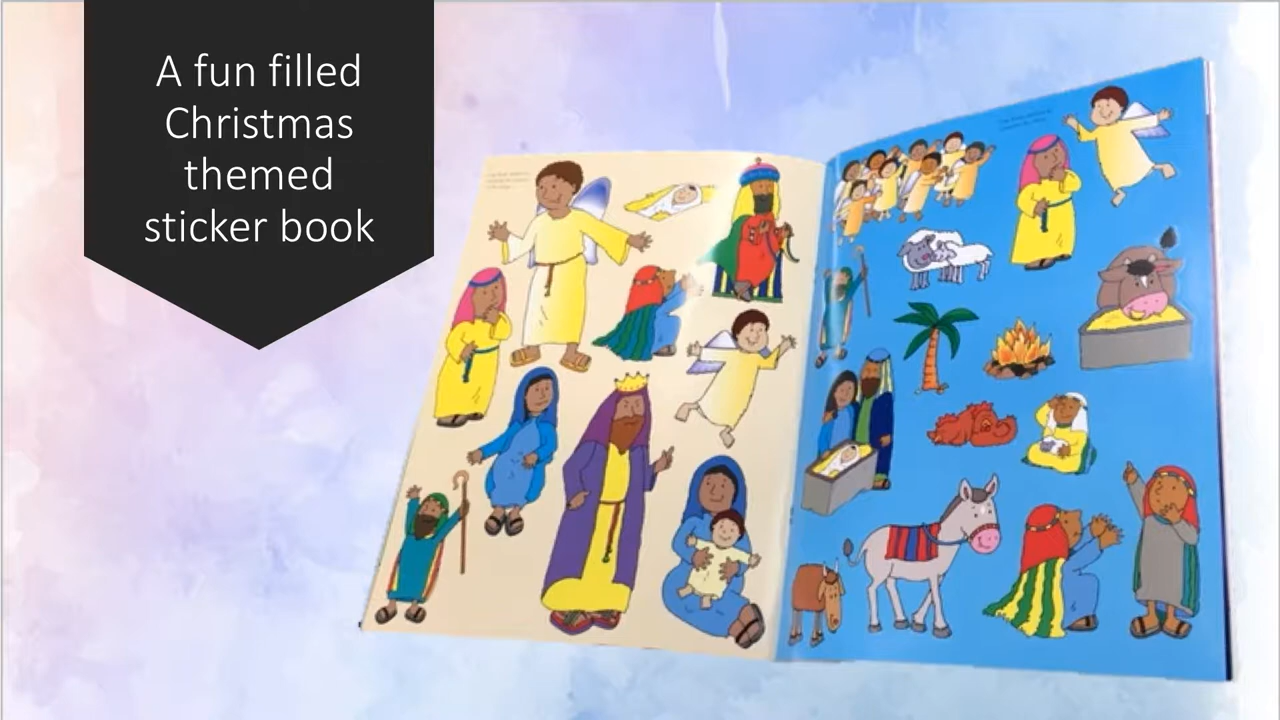 A fun filled
Christmas
themed
sticker book